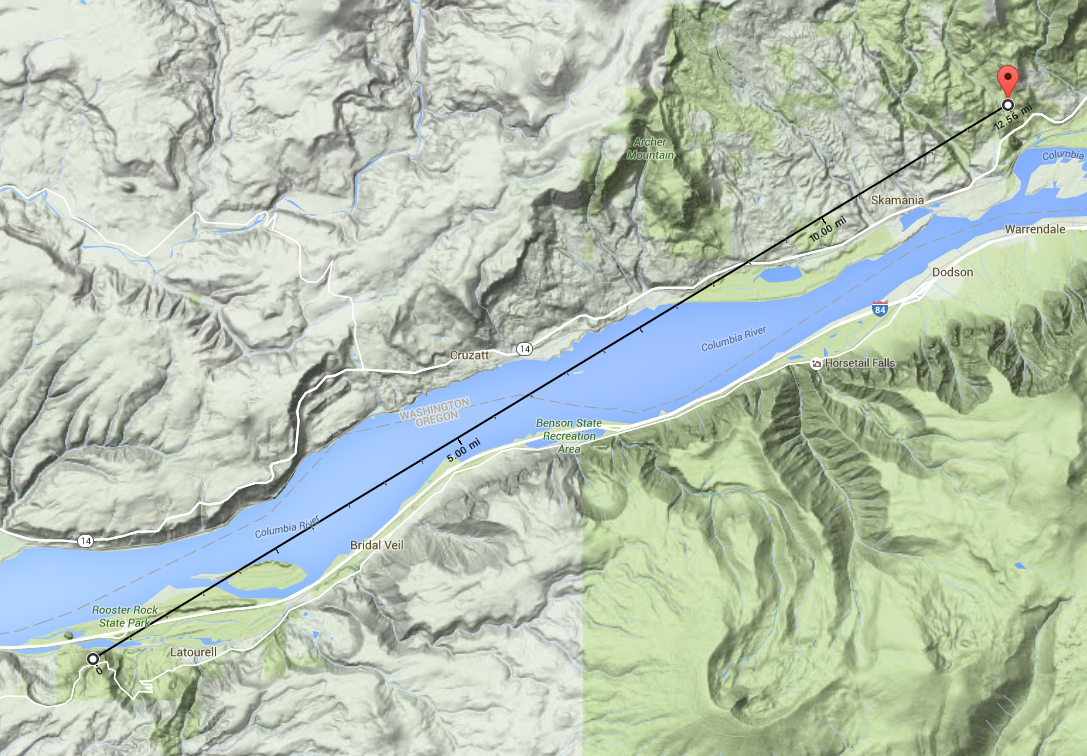 Archer
Mountain
12.56 mi
Columbia
Skamania
10.00 mi
Warrendale
Dodson
84
Columbia River
14
Cruzatt
Horsetail Falls
WASHINGTON
OREGON
Benson State
Recreation
Area
5.00 mi
Columbia River
14
Bridal Veil
Rooster Rock
State Park
Latourell
0